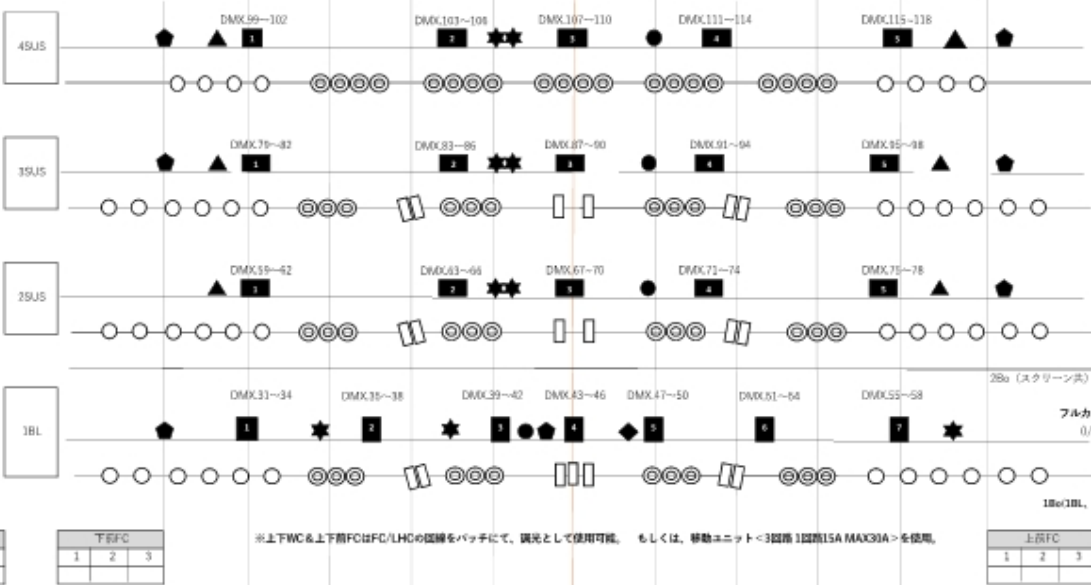 DMX.99~102 DMX.103~106 DMX.107~110 DMX.111~114 DMX.115~118
4SUS 1 2 3 4 5
DMX.79~82 DMX.83~86 DMX.87~90 DMX.91~94 DMX.95~98
3SUS 1 2 3 4 5
DMX.59~62 DMX.63~66 DMX.67~70 DMX.71~74 DMX.75~78
2SUS 1 2 3 4 5
2Bo（スクリーン共）
DMX.31~34 DMX.35~38 DMX.39~42 DMX.43~46 DMX.47~50 DMX.51~54 DMX.55~58
フルカ
1BL 1 2 3 4 5 6 7
0/
1Bo(1BL,
下前FC ※上下WC＆上下前FCはFC/LHCの回線をパッチにて、調光として使用可能。 もしくは、移動ユニット＜3回路 1回路15A MAX30A＞を使用。 上前FC
1 2 3 1 2 3